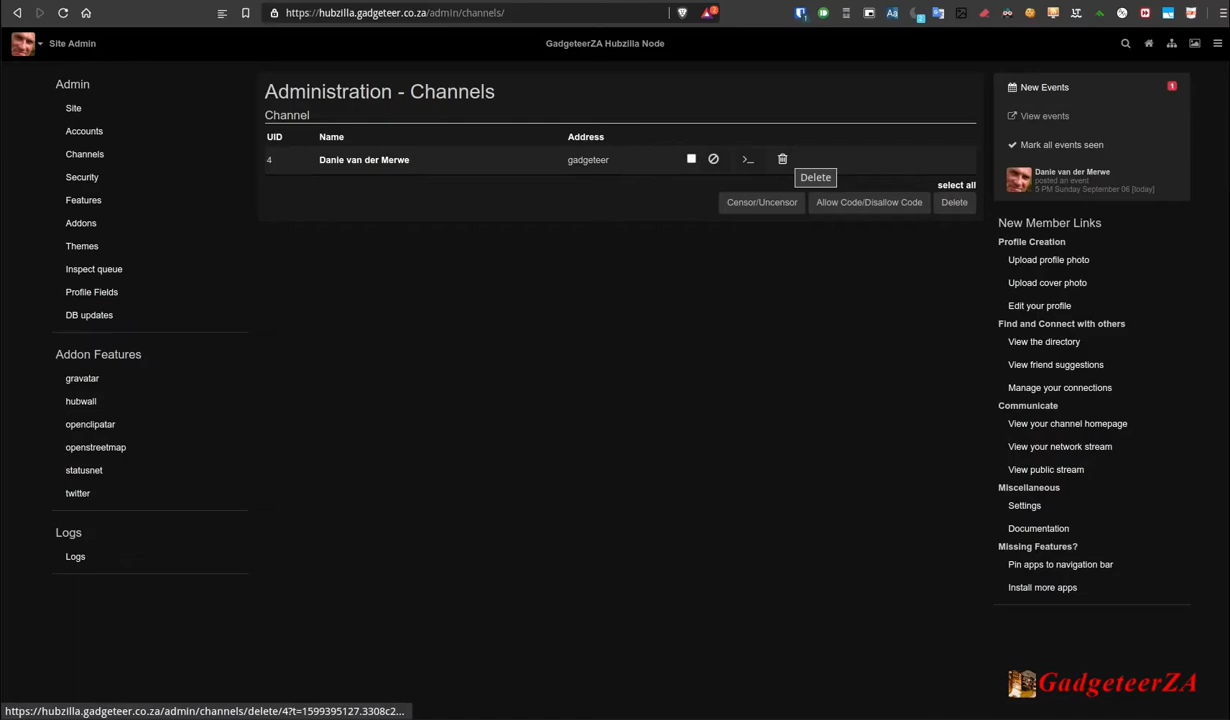 https://hubzilla.gadgeteer.co.za/admin/channels/
Site Admin
GadgeteerZA Hubzilla Node
Admin
Site
Accounts
Channels
Security
Features
Addons
Themes
Inspect queue
Profile Fields
DB updates
Addon Features
gravatar
hubwall
openclipatar
openstreetmap
statusnet
twitter
Logs
Logs
Administration - Channels
Channel
UID Name Address
4 Danie van der Merwe gadgeteer >_
Delete
select all
Censor/Uncensor Allow Code/Disallow Code Delete
New Events 1
View events
Mark all events seen
Danie van der Merwe
posted an event
5 PM Sunday September 06 [today]
New Member Links
Profile Creation
Upload profile photo
Upload cover photo
Edit your profile
Find and Connect with others
View the directory
View friend suggestions
Manage your connections
Communicate
View your channel homepage
View your network stream
View public stream
Miscellaneous
Settings
Documentation
Missing Features?
Pin apps to navigation bar
Install more apps
GadgeteerZA
https://hubzilla.gadgeteer.co.za/admin/channels/delete/4?t=1599395127.3308c2...